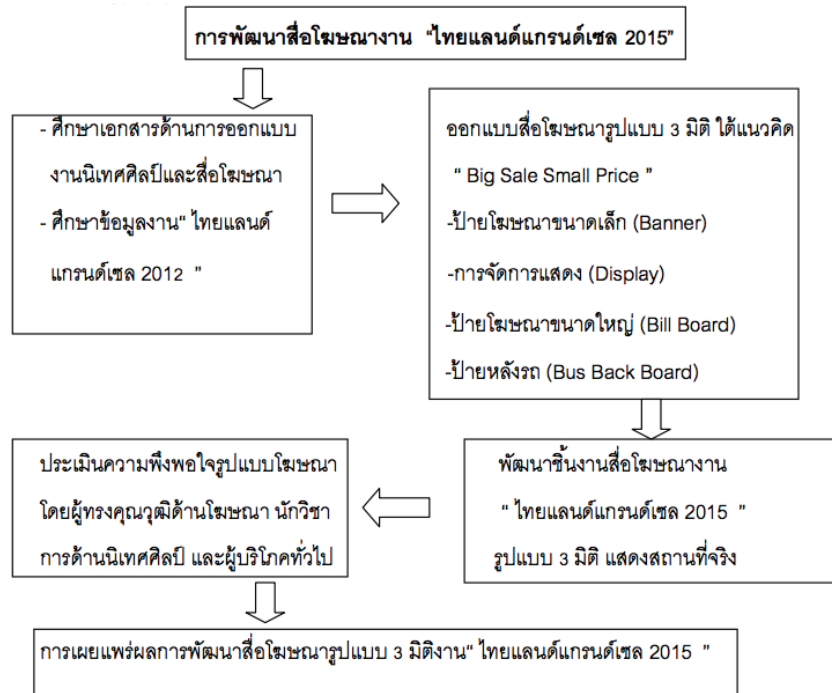 การพัฒนาสื่อโฆษณางาน “ไทยแลนด์แกรนด์เซล 2015”
- ศึกษาเอกสารด้านการออกแบบ
งานนิเทศศิลป์และสื่อโฆษณา
- ศึกษาข้อมูลงาน“ ไทยแลนด์
แกรนด์เซล 2012 ”
ออกแบบสื่อโฆษณารูปแบบ 3 มิติ ใต้แนวคิด
“ Big Sale Small Price ”
-ป้ายโฆษณาขนาดเล็ก (Banner)
-การจัดการแสดง (Display)
-ป้ายโฆษณาขนาดใหญ่ (Bill Board)
-ป้ายหลังรถ (Bus Back Board)
พัฒนาชิ้นงานสื่อโฆษณางาน
“ ไทยแลนด์แกรนด์เซล 2015 ”
รูปแบบ 3 มิติ แสดงสถานที่จริง
ประเมินความพึงพอใจรูปแบบโฆษณา
โดยผู้ทรงคุณวุฒิด้านโฆษณา นักวิชา
การด้านนิเทศศิลป์ และผู้บริโภคทั่วไป
การเผยแพร่ผลการพัฒนาสื่อโฆษณารูปแบบ 3 มิติงาน“ ไทยแลนด์แกรนด์เซล 2015 ”